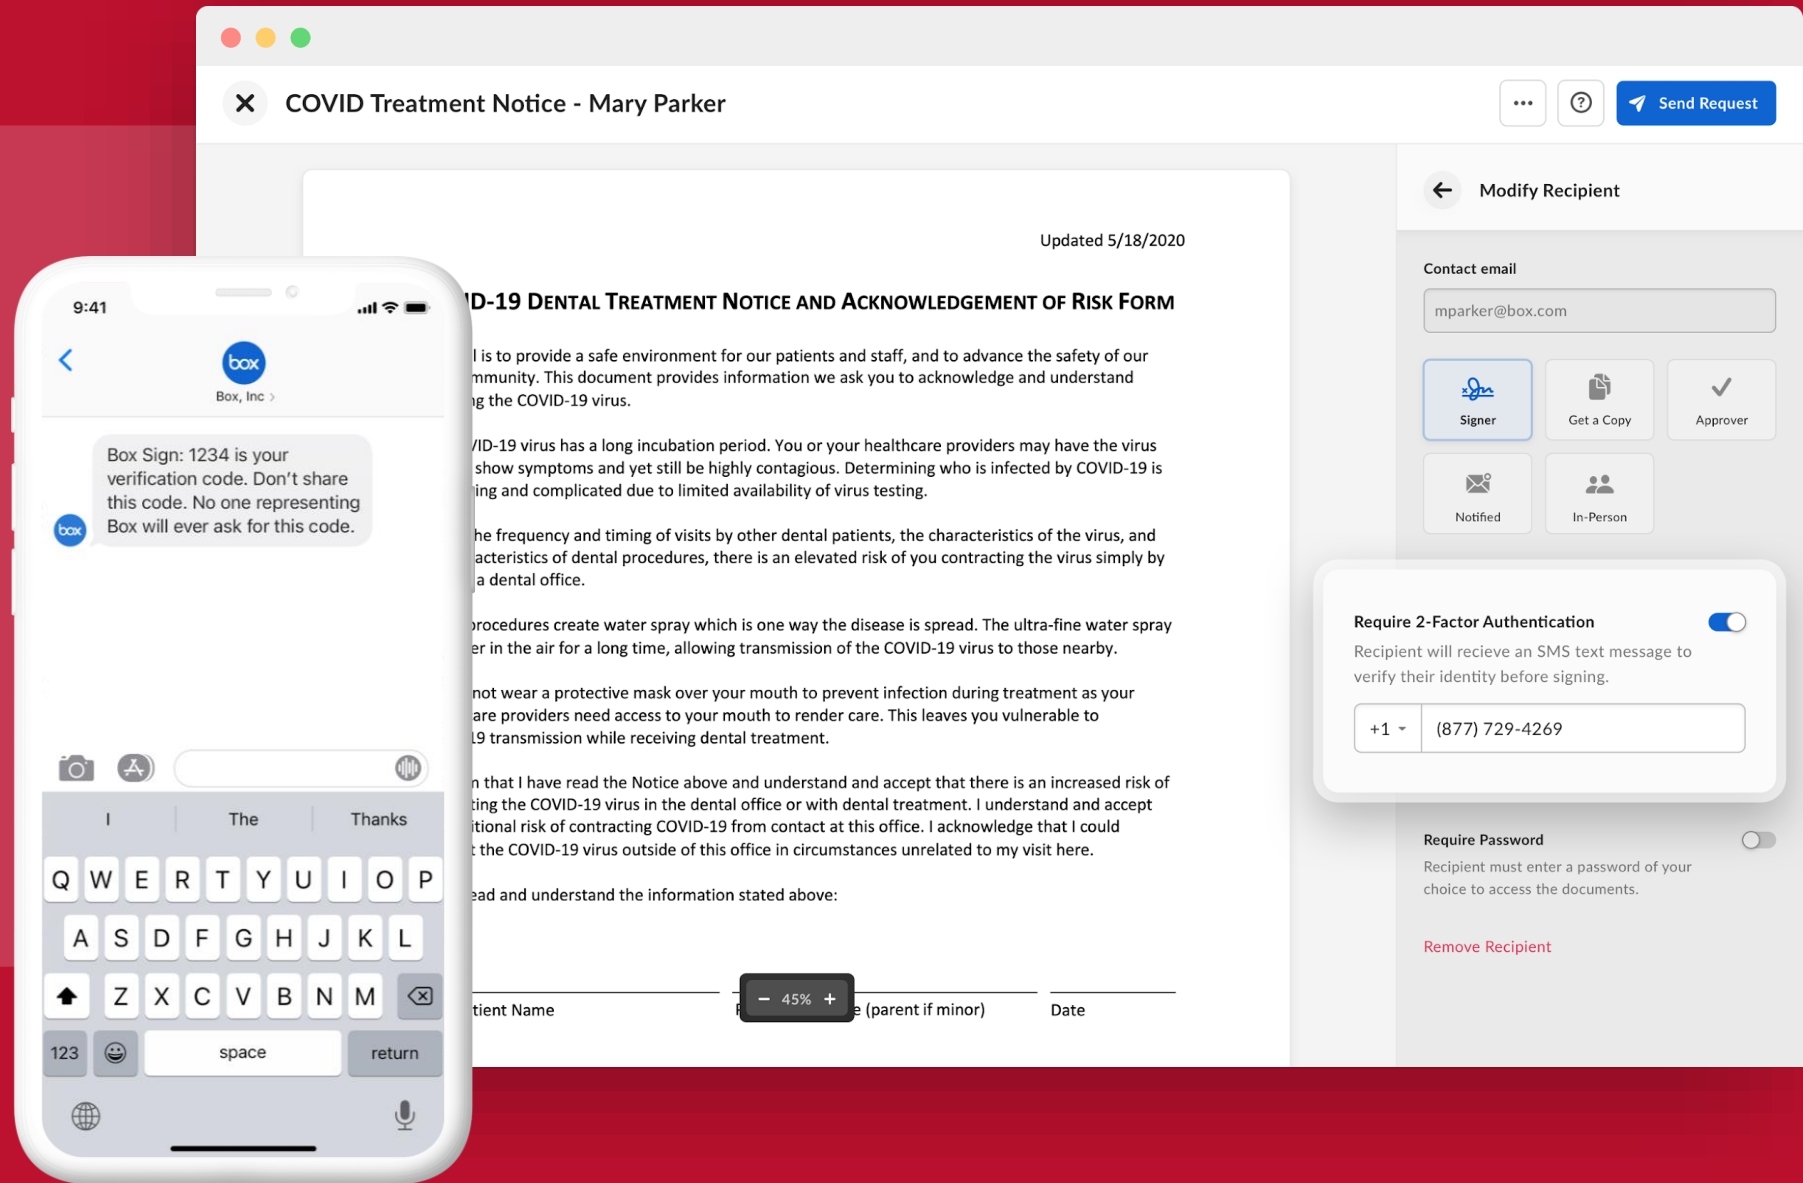 COVID Treatment Notice - Mary Parker
Send Request
Updated 5/18/2020
D-19 DENTAL TREATMENT NOTICE AND ACKNOWLEDGEMENT OF RISK FORM
l is to provide a safe environment for our patients and staff, and to advance the safety of our
mmunity. This document provides information we ask you to acknowledge and understand
ng the COVID-19 virus.
VID-19 virus has a long incubation period. You or your healthcare providers may have the virus
show symptoms and yet still be highly contagious. Determining who is infected by COVID-19 is
ing and complicated due to limited availability of virus testing.
he frequency and timing of visits by other dental patients, the characteristics of the virus, and
acteristics of dental procedures, there is an elevated risk of you contracting the virus simply by
a dental office.
procedures create water spray which is one way the disease is spread. The ultra-fine water spray
er in the air for a long time, allowing transmission of the COVID-19 virus to those nearby.
not wear a protective mask over your mouth to prevent infection during treatment as your
are providers need access to your mouth to render care. This leaves you vulnerable to
19 transmission while receiving dental treatment.
n that I have read the Notice above and understand and accept that there is an increased risk of
ting the COVID-19 virus in the dental office or with dental treatment. I understand and accept
itional risk of contracting COVID-19 from contact at this office. I acknowledge that I could
t the COVID-19 virus outside of this office in circumstances unrelated to my visit here.
ead and understand the information stated above:
tient Name
e (parent if minor)
Date
45%
Modify Recipient
Contact email
mparker@box.com
Signer
Get a Copy
Approver
Notified
In-Person
Require 2-Factor Authentication
Recipient will recieve an SMS text message to
verify their identity before signing.
+1
(877) 729-4269
Require Password
Recipient must enter a password of your
choice to access the documents.
Remove Recipient
9:41
box
Box, Inc
Box Sign: 1234 is your
verification code. Don't share
this code. No one representing
Box will ever ask for this code.
box
I The Thanks
Q W E R T Y U I O P
A S D F G H J K L
Z X C V B N M
123 space return